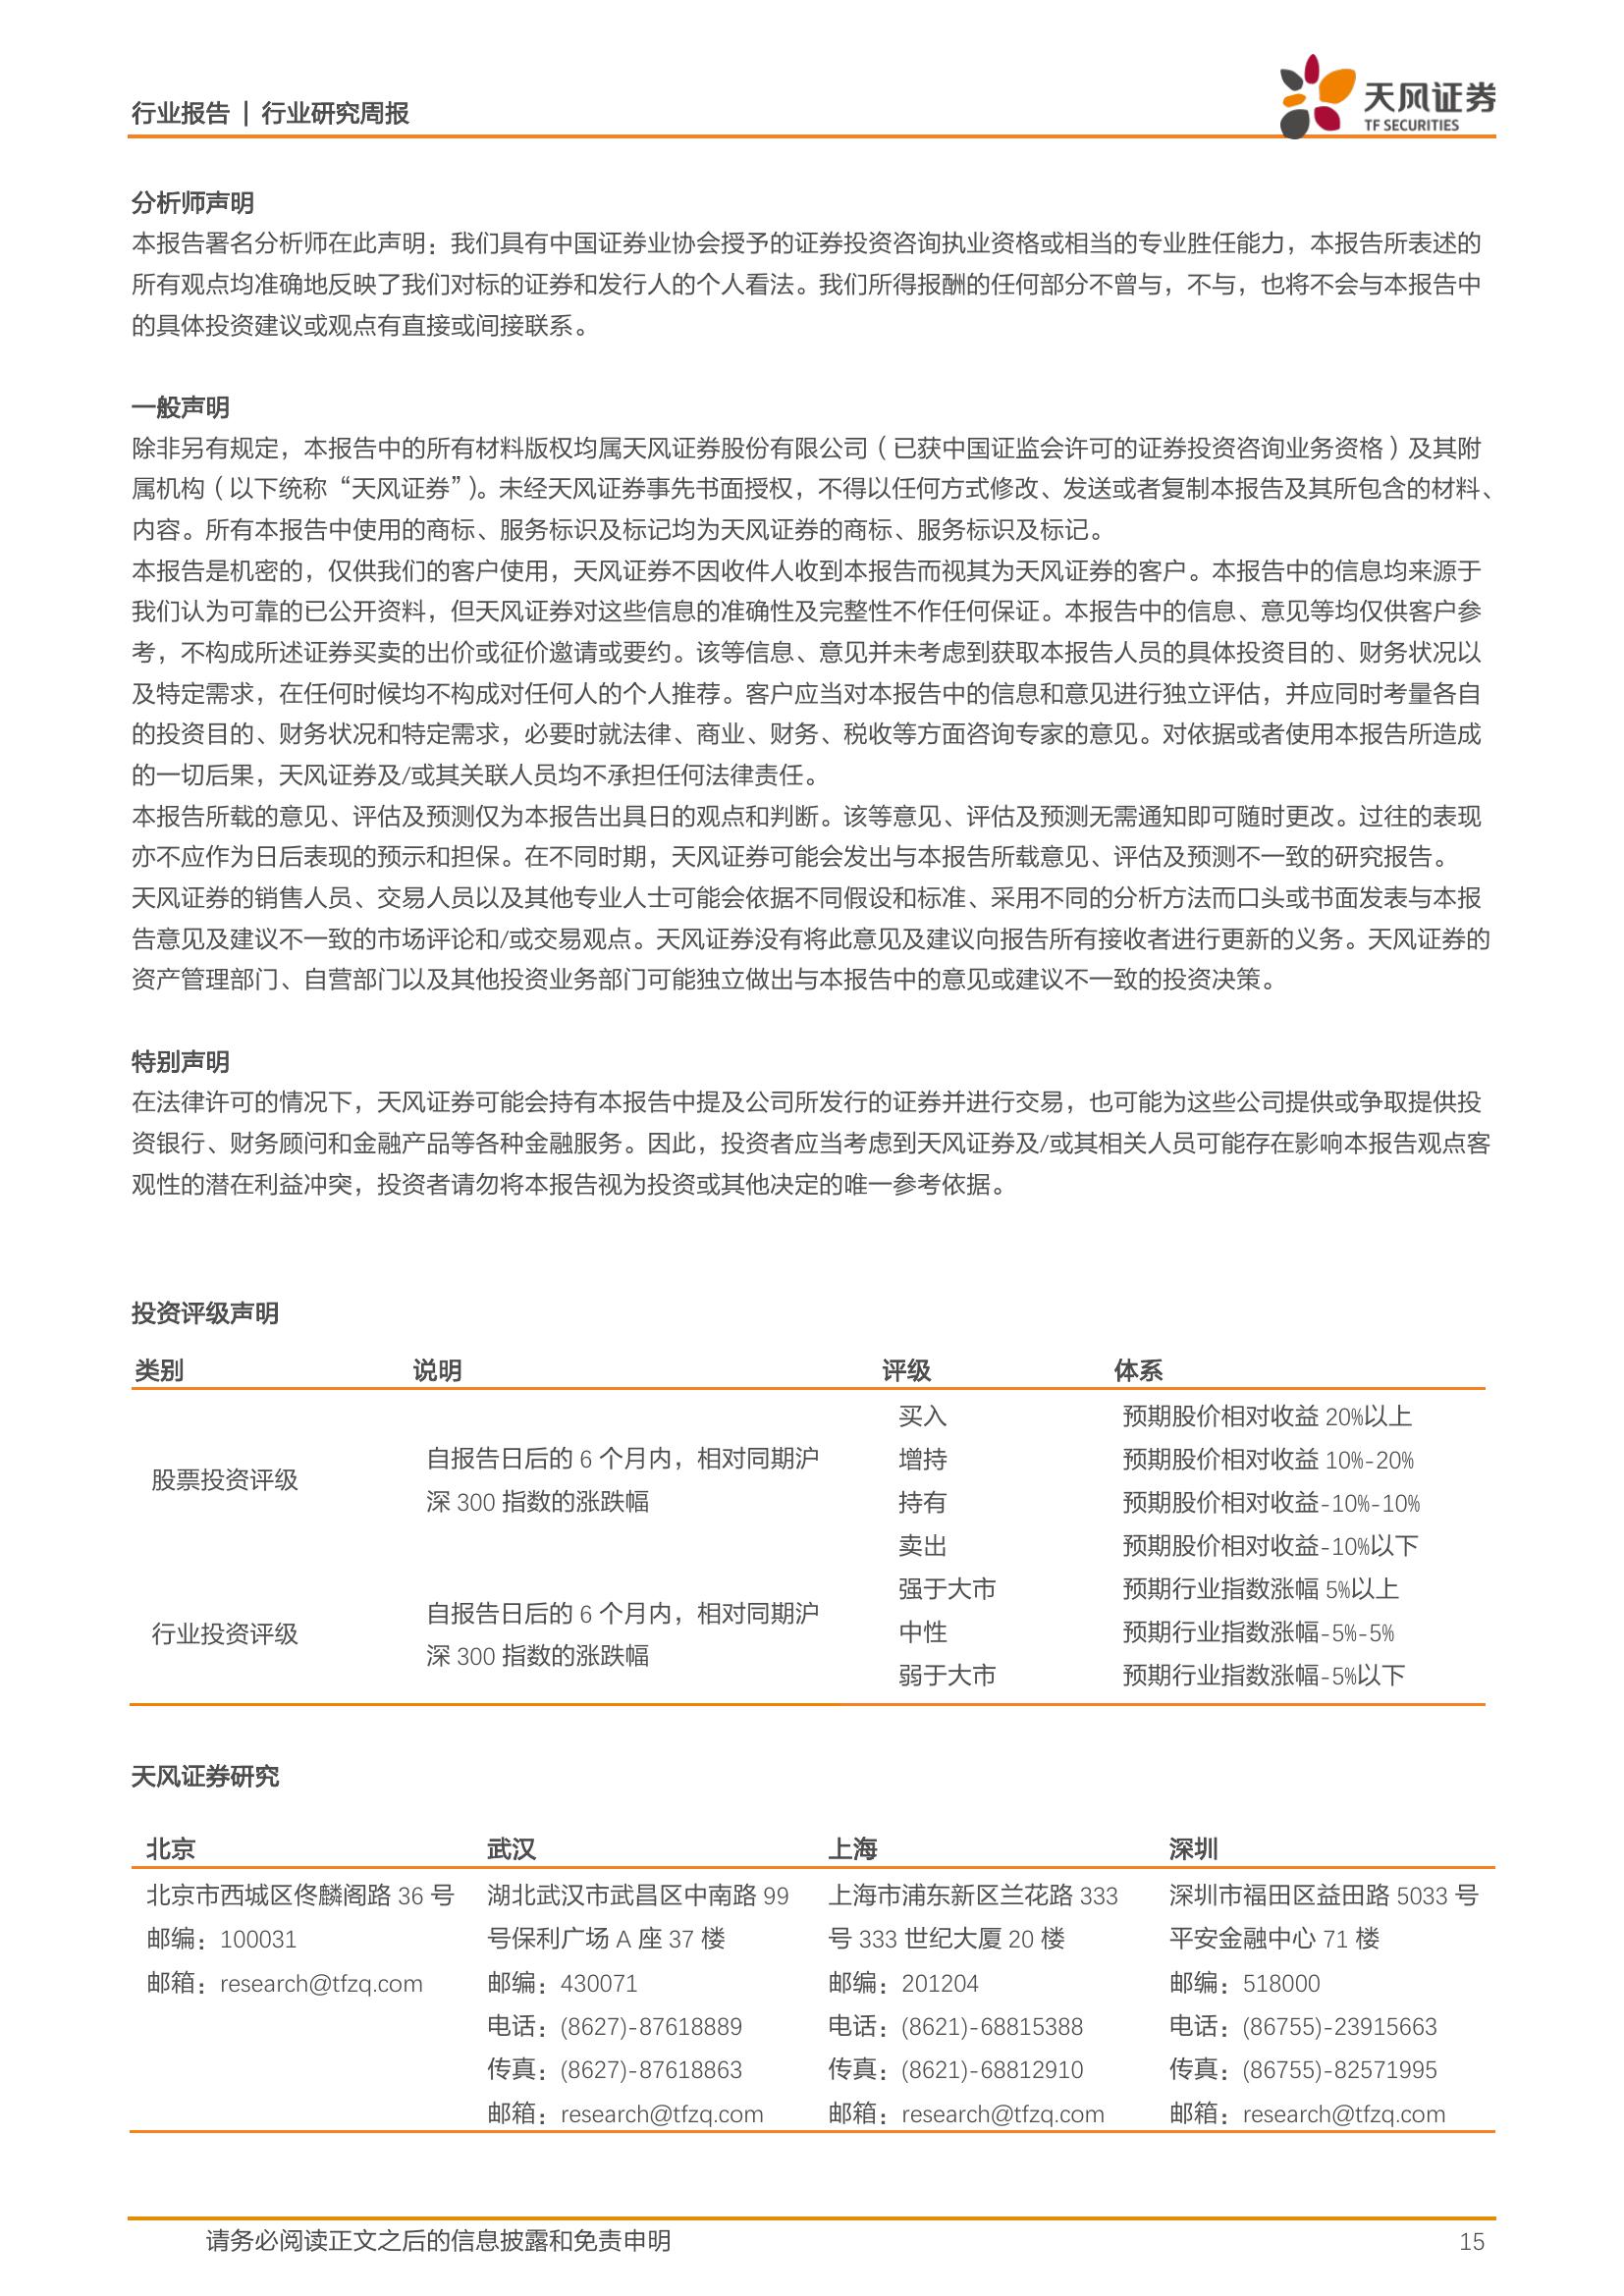 行业报告 | 行业研究周报
天风证券
TF SECURITIES
分析师声明
本报告署名分析师在此声明：我们具有中国证券业协会授予的证券投资咨询执业资格或相当的专业胜任能力，本报告所表述的
所有观点均准确地反映了我们对标的证券和发行人的个人看法。我们所得报酬的任何部分不曾与，不与，也将不会与本报告中
的具体投资建议或观点有直接或间接联系。
一般声明
除非另有规定，本报告中的所有材料版权均属天风证券股份有限公司（已获中国证监会许可的证券投资咨询业务资格）及其附
属机构（以下统称“天风证券”）。未经天风证券事先书面授权，不得以任何方式修改、发送或者复制本报告及其所包含的材料、
内容。所有本报告中使用的商标、服务标识及标记均为天风证券的商标、服务标识及标记。
本报告是机密的，仅供我们的客户使用，天风证券不因收件人收到本报告而视其为天风证券的客户。本报告中的信息均来源于
我们认为可靠的已公开资料，但天风证券对这些信息的准确性及完整性不作任何保证。本报告中的信息、意见等均仅供客户参
考，不构成所述证券买卖的出价或征价邀请或要约。该等信息、意见并未考虑到获取本报告人员的具体投资目的、财务状况以
及特定需求，在任何时候均不构成对任何人的个人推荐。客户应当对本报告中的信息和意见进行独立评估，并应同时考量各自
的投资目的、财务状况和特定需求，必要时就法律、商业、财务、税收等方面咨询专家的意见。对依据或者使用本报告所造成
的一切后果，天风证券及/或其关联人员均不承担任何法律责任。
本报告所载的意见、评估及预测仅为本报告出具日的观点和判断。该等意见、评估及预测无需通知即可随时更改。过往的表现
亦不应作为日后表现的预示和担保。在不同时期，天风证券可能会发出与本报告所载意见、评估及预测不一致的研究报告。
天风证券的销售人员、交易人员以及其他专业人士可能会依据不同假设和标准、采用不同的分析方法而口头或书面发表与本报
告意见及建议不一致的市场评论和/或交易观点。天风证券没有将此意见及建议向报告所有接收者进行更新的义务。天风证券的
资产管理部门、自营部门以及其他投资业务部门可能独立做出与本报告中的意见或建议不一致的投资决策。
特别声明
在法律许可的情况下，天风证券可能会持有本报告中提及公司所发行的证券并进行交易，也可能为这些公司提供或争取提供投
资银行、财务顾问和金融产品等各种金融服务。因此，投资者应当考虑到天风证券及/或其相关人员可能存在影响本报告观点客
观性的潜在利益冲突，投资者请勿将本报告视为投资或其他决定的唯一参考依据。
投资评级声明
类别 说明 评级 体系
买入 预期股价相对收益 20%以上
股票投资评级 自报告日后的 6 个月内，相对同期沪 增持 预期股价相对收益 10%-20%
深 300 指数的涨跌幅 持有 预期股价相对收益-10%-10%
卖出 预期股价相对收益-10%以下
强于大市 预期行业指数涨幅 5%以上
行业投资评级 自报告日后的 6 个月内，相对同期沪 中性 预期行业指数涨幅-5%-5%
深 300 指数的涨跌幅 弱于大市 预期行业指数涨幅-5%以下
天风证券研究
北京 武汉 上海 深圳
北京市西城区佟麟阁路 36 号 湖北武汉市武昌区中南路 99 上海市浦东新区兰花路 333 深圳市福田区益田路 5033 号
邮编：100031 号保利广场 A 座 37 楼 号 333 世纪大厦 20 楼 平安金融中心 71 楼
邮箱：research@tfzq.com 邮编：430071 邮编：201204 邮编：518000
电话：(8627)-87618889 电话：(8621)-68815388 电话：(86755)-23915663
传真：(8627)-87618863 传真：(8621)-68812910 传真：(86755)-82571995
邮箱：research@tfzq.com 邮箱：research@tfzq.com 邮箱：research@tfzq.com
请务必阅读正文之后的信息披露和免责申明 15